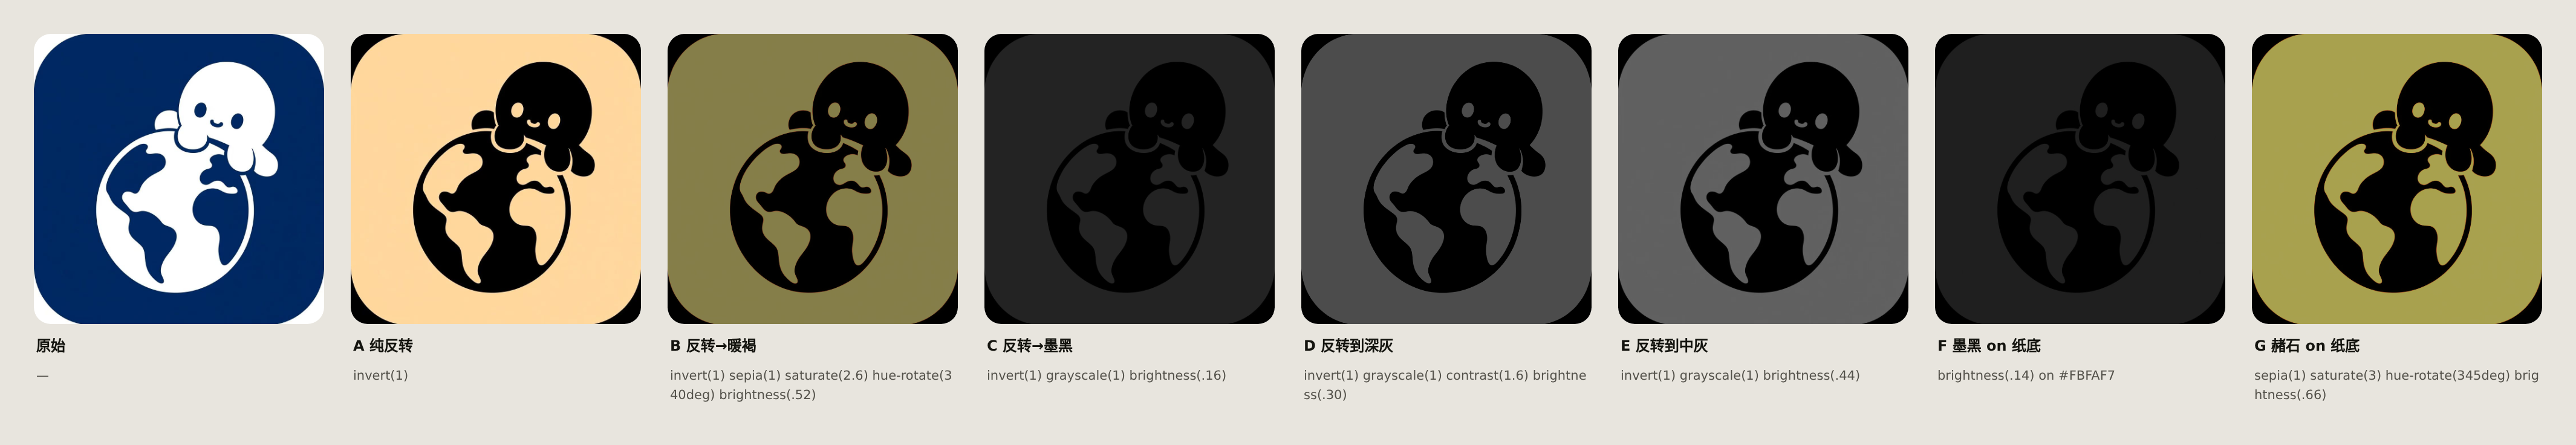 原始
—
A 纯反转
invert(1)
B 反转→暖褐
invert(1) sepia(1) saturate(2.6) hue-rotate(3
40deg) brightness(.52)
C 反转→墨黑
invert(1) grayscale(1) brightness(.16)
D 反转到深灰
invert(1) grayscale(1) contrast(1.6) brightne
ss(.30)
E 反转到中灰
invert(1) grayscale(1) brightness(.44)
F 墨黑 on 纸底
brightness(.14) on #FBFAF7
G 赭石 on 纸底
sepia(1) saturate(3) hue-rotate(345deg) brig
htness(.66)